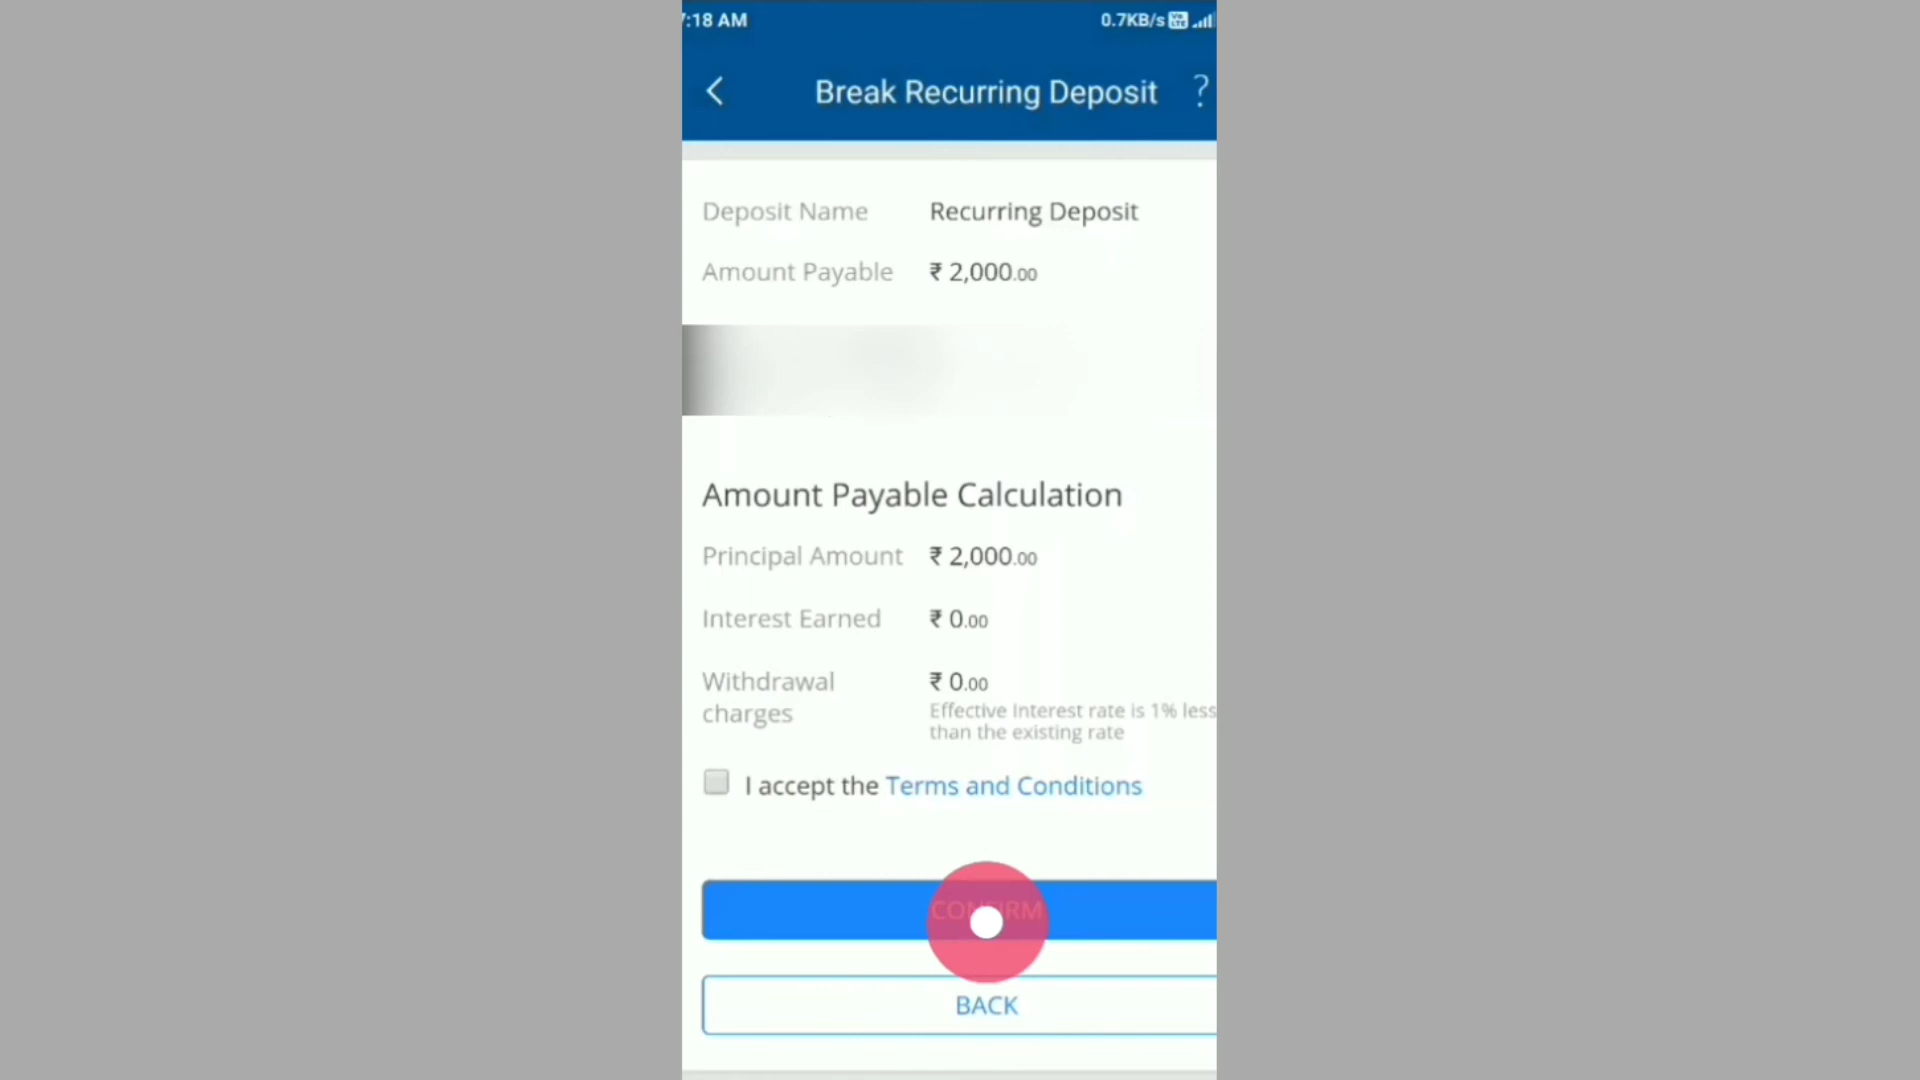 :18 AM 0.7KB/s
Break Recurring Deposit ?
Deposit Name Recurring Deposit
Amount Payable ₹ 2,000.00
Amount Payable Calculation
Principal Amount ₹ 2,000.00
Interest Earned ₹ 0.00
Withdrawal charges ₹ 0.00
Effective Interest rate is 1% less
than the existing rate
I accept the Terms and Conditions
CONFIRM
BACK